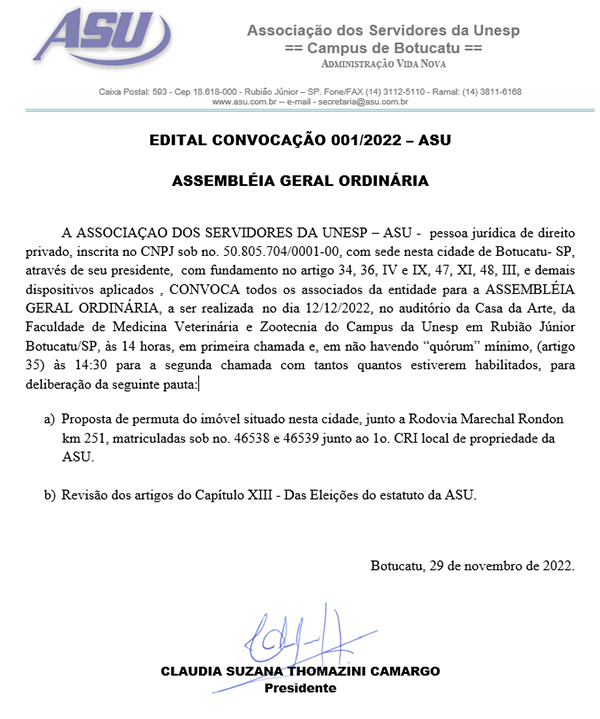 ASU
Associação dos Servidores da Unesp
== Campus de Botucatu ==
ADMINISTRAÇÃO VIDA NOVA
Caixa Postal: 593 - Cep 18.618-000 - Rubião Júnior – SP. Fone/FAX (14) 3112-5110 - Ramal: (14) 3811-6168
www.asu.com.br -- e-mail - secretaria@asu.com.br
EDITAL CONVOCAÇÃO 001/2022 – ASU
ASSEMBLÉIA GERAL ORDINÁRIA
A ASSOCIAÇAO DOS SERVIDORES DA UNESP – ASU - pessoa jurídica de direito
privado, inscrita no CNPJ sob no. 50.805.704/0001-00, com sede nesta cidade de Botucatu- SP,
através de seu presidente, com fundamento no artigo 34, 36, IV e IX, 47, XI, 48, III, e demais
dispositivos aplicados , CONVOCA todos os associados da entidade para a ASSEMBLÉIA
GERAL ORDINÁRIA, a ser realizada no dia 12/12/2022, no auditório da Casa da Arte, da
Faculdade de Medicina Veterinária e Zootecnia do Campus da Unesp em Rubião Júnior
Botucatu/SP, às 14 horas, em primeira chamada e, em não havendo “quórum” mínimo, (artigo
35) às 14:30 para a segunda chamada com tantos quantos estiverem habilitados, para
deliberação da seguinte pauta:
a) Proposta de permuta do imóvel situado nesta cidade, junto a Rodovia Marechal Rondon
km 251, matriculadas sob no. 46538 e 46539 junto ao 1o. CRI local de propriedade da
ASU.
b) Revisão dos artigos do Capítulo XIII - Das Eleições do estatuto da ASU.
Botucatu, 29 de novembro de 2022.
CLAUDIA SUZANA THOMAZINI CAMARGO
Presidente